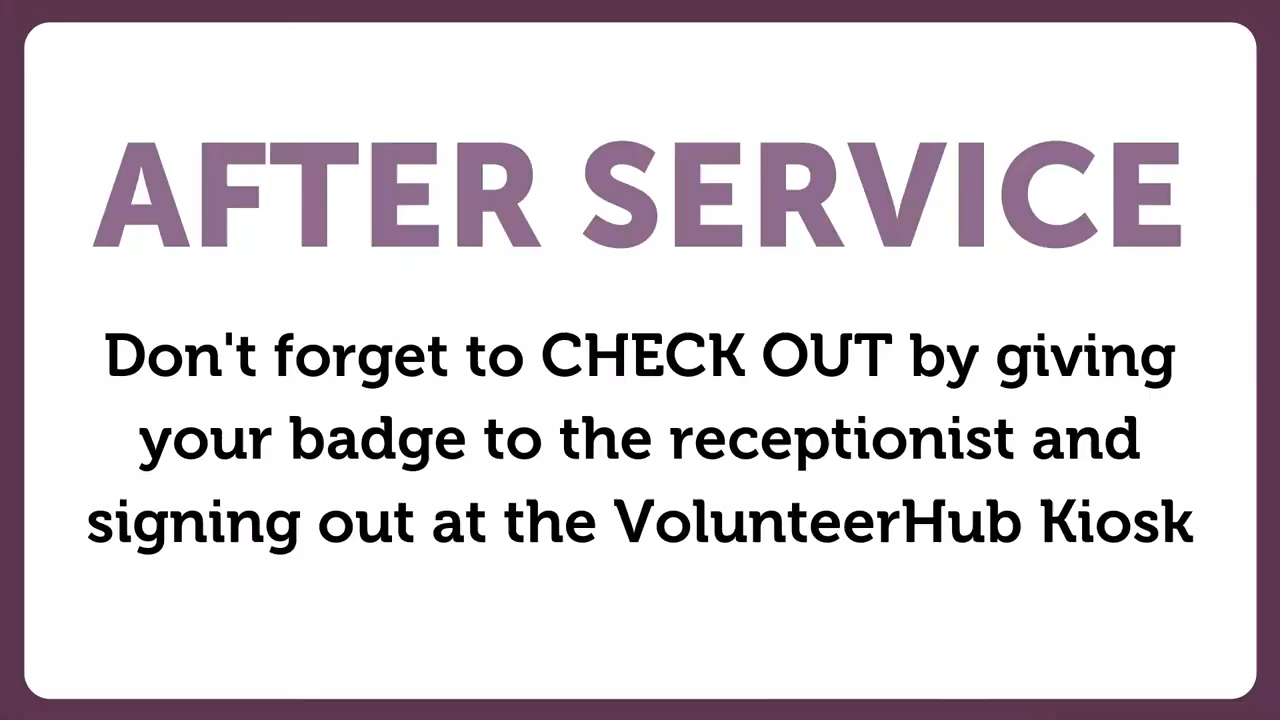 AFTER SERVICE
Don't forget to CHECK OUT by giving
your badge to the receptionist and
signing out at the VolunteerHub Kiosk